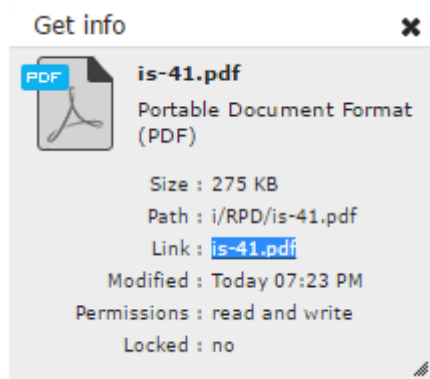 Get info
PDF
is-41.pdf
Portable Document Format
(PDF)
Size : 275 KB
Path : i/RPD/is-41.pdf
Link : is-41.pdf
Modified : Today 07:23 PM
Permissions : read and write
Locked : no